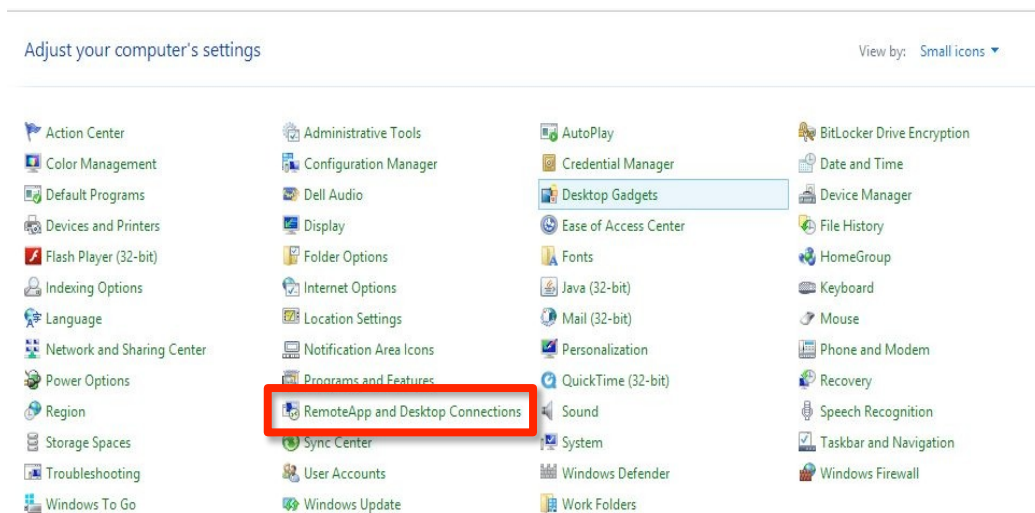 Adjust your computer's settings
View by: Small icons
Action Center
Administrative Tools
AutoPlay
BitLocker Drive Encryption
Color Management
Configuration Manager
Credential Manager
Date and Time
Default Programs
Dell Audio
Desktop Gadgets
Device Manager
Devices and Printers
Display
Ease of Access Center
File History
Flash Player (32-bit)
Folder Options
Fonts
HomeGroup
Indexing Options
Internet Options
Java (32-bit)
Keyboard
Language
Location Settings
Mail (32-bit)
Mouse
Network and Sharing Center
Notification Area Icons
Personalization
Phone and Modem
Power Options
Programs and Features
QuickTime (32-bit)
Recovery
Region
RemoteApp and Desktop Connections
Sound
Speech Recognition
Storage Spaces
Sync Center
System
Taskbar and Navigation
Troubleshooting
User Accounts
Windows Defender
Windows Firewall
Windows To Go
Windows Update
Work Folders